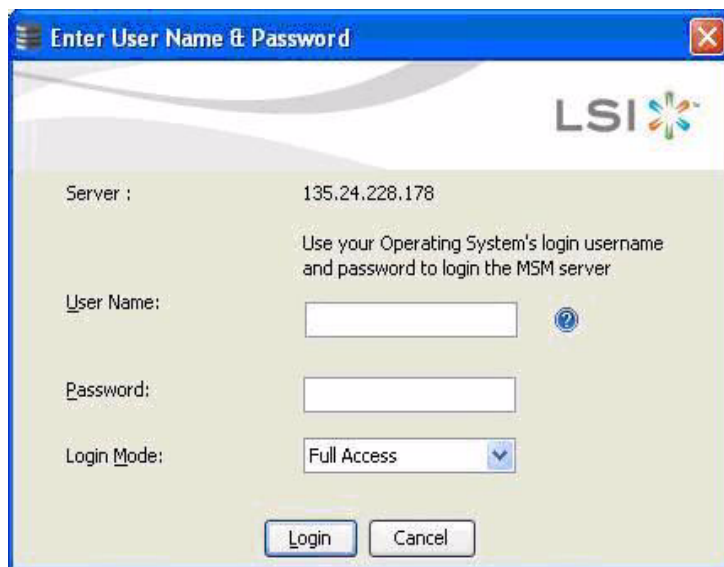 Enter User Name & Password
LSI
Server : 135.24.228.178
Use your Operating System's login username
and password to login the MSM server
User Name:
Password:
Login Mode: Full Access
Login Cancel